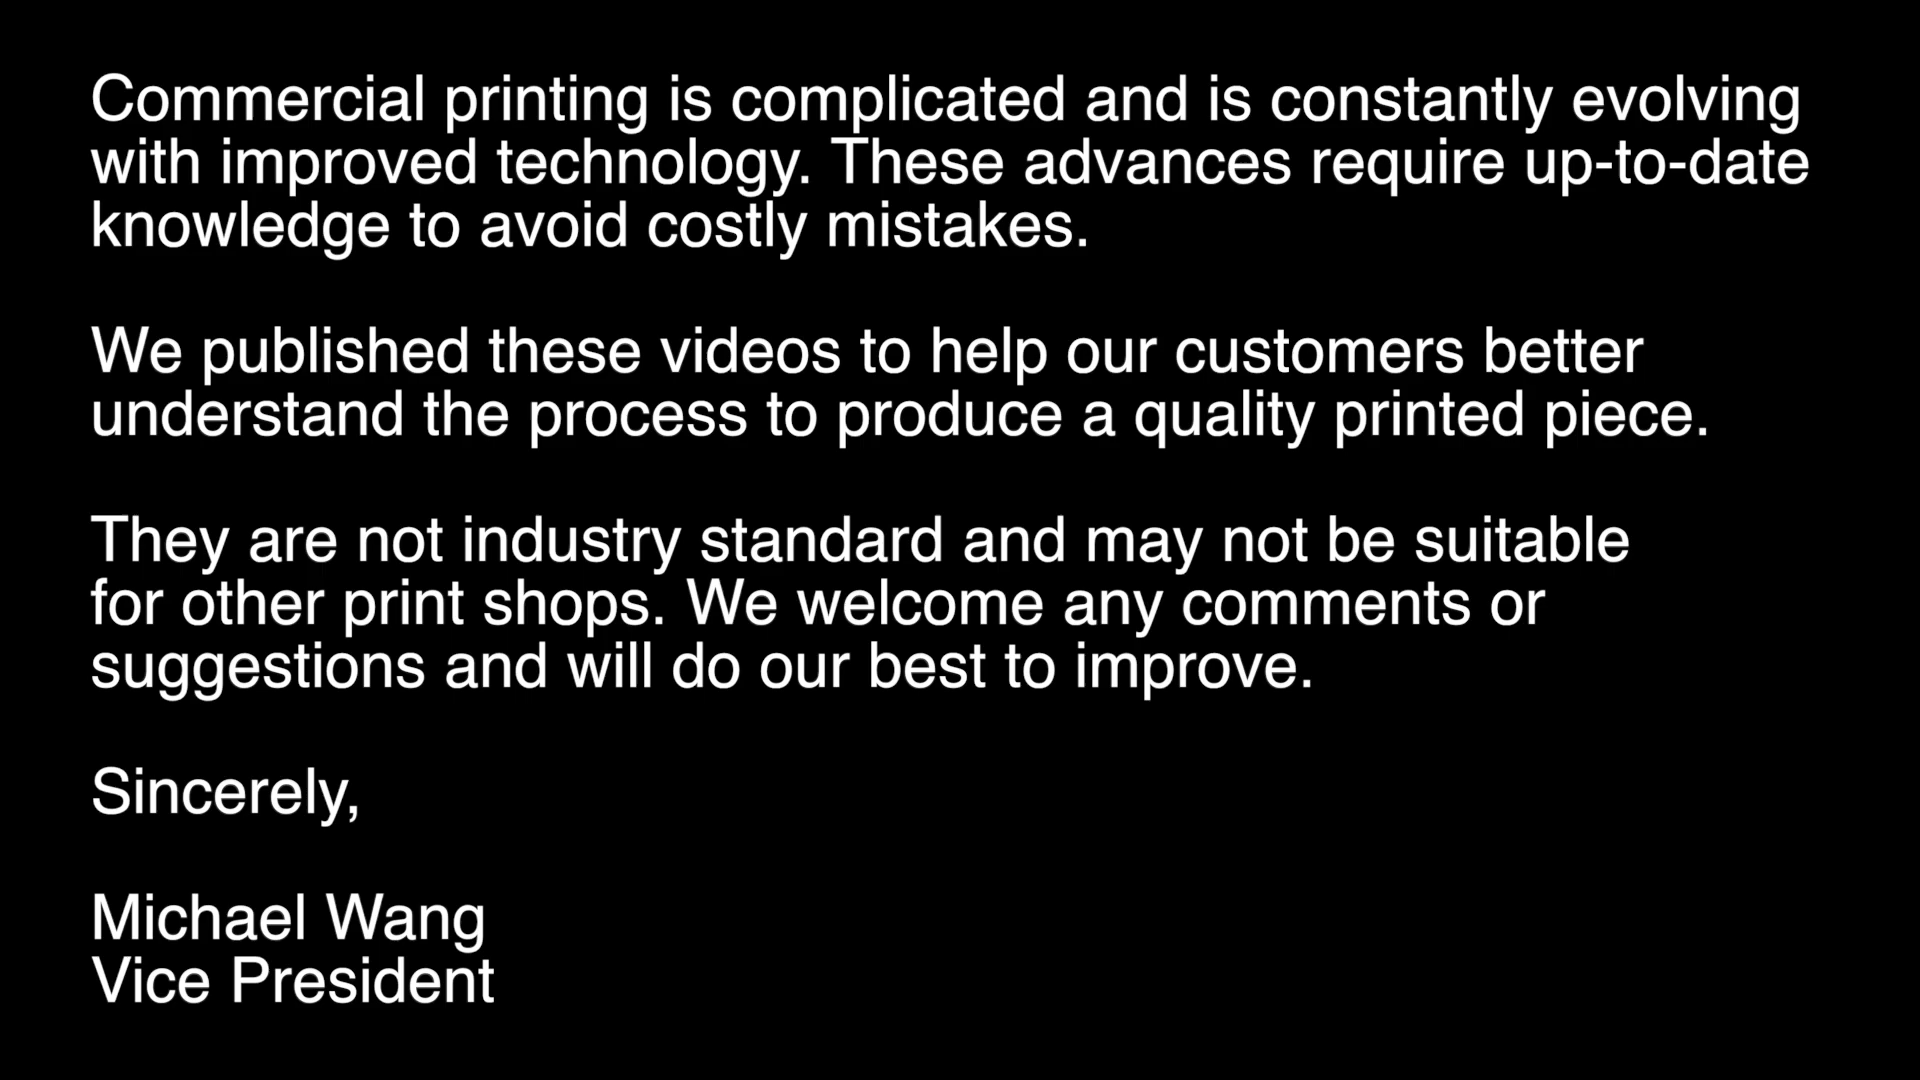 Commercial printing is complicated and is constantly evolving
with improved technology. These advances require up-to-date
knowledge to avoid costly mistakes.
We published these videos to help our customers better
understand the process to produce a quality printed piece.
They are not industry standard and may not be suitable
for other print shops. We welcome any comments or
suggestions and will do our best to improve.
Sincerely,
Michael Wang
Vice President